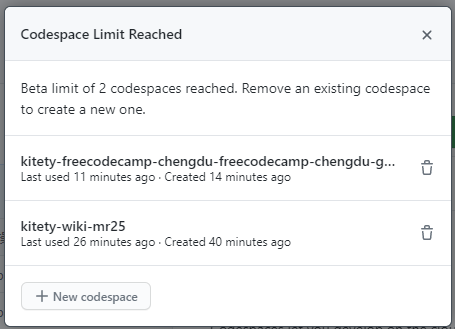 Codespace Limit Reached
Beta limit of 2 codespaces reached. Remove an existing codespace
to create a new one.
kitety-freecodecamp-chengdu-freecodecamp-chengdu-g...
Last used 11 minutes ago · Created 14 minutes ago
kitety-wiki-mr25
Last used 26 minutes ago · Created 40 minutes ago
New codespace